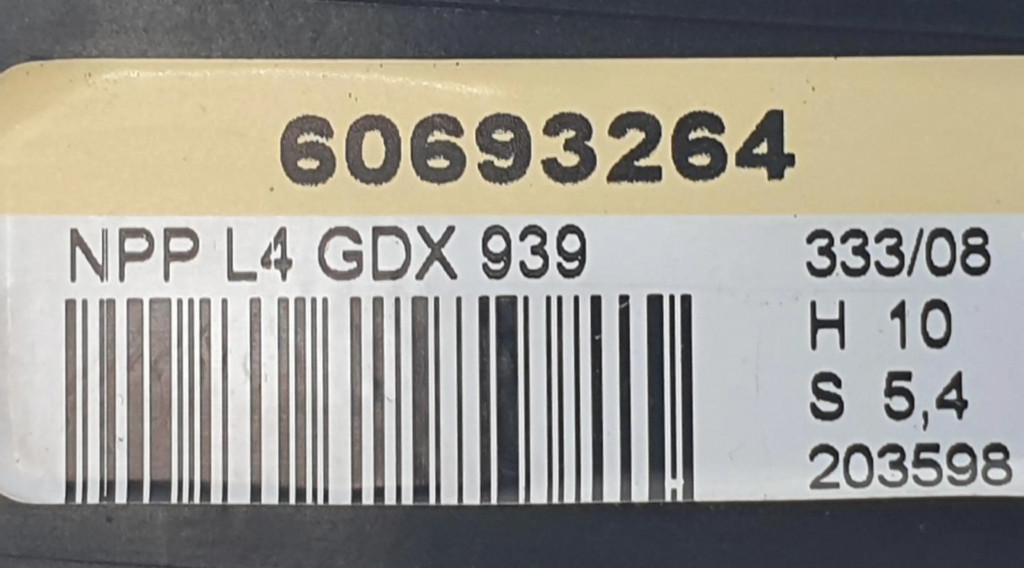 60693264
NPP L4 GDX 939
333/08
H 10
S 5,4
203598